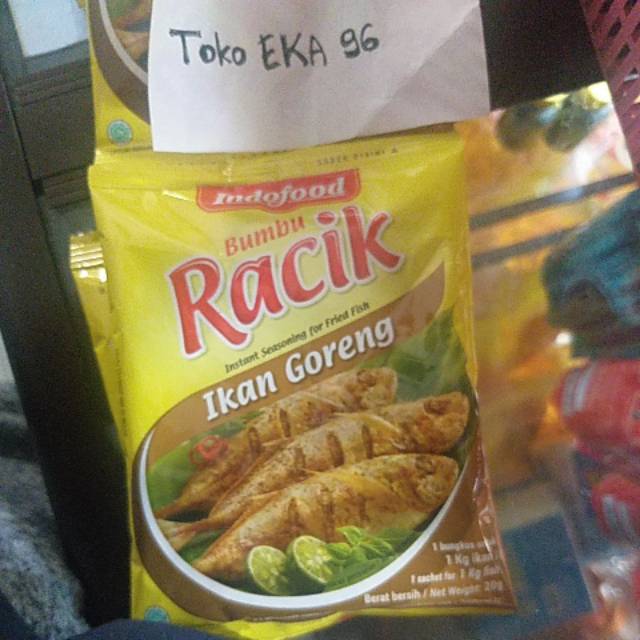 Toko EKA 96
Indofood
Bumbu
Racik
Instant Seasoning for Fried Fish
Ikan Goreng
1 bungkus
1 Kg ikan
1 sachet for 1 Kg fish
Berat bersih / Net Weight: 20g